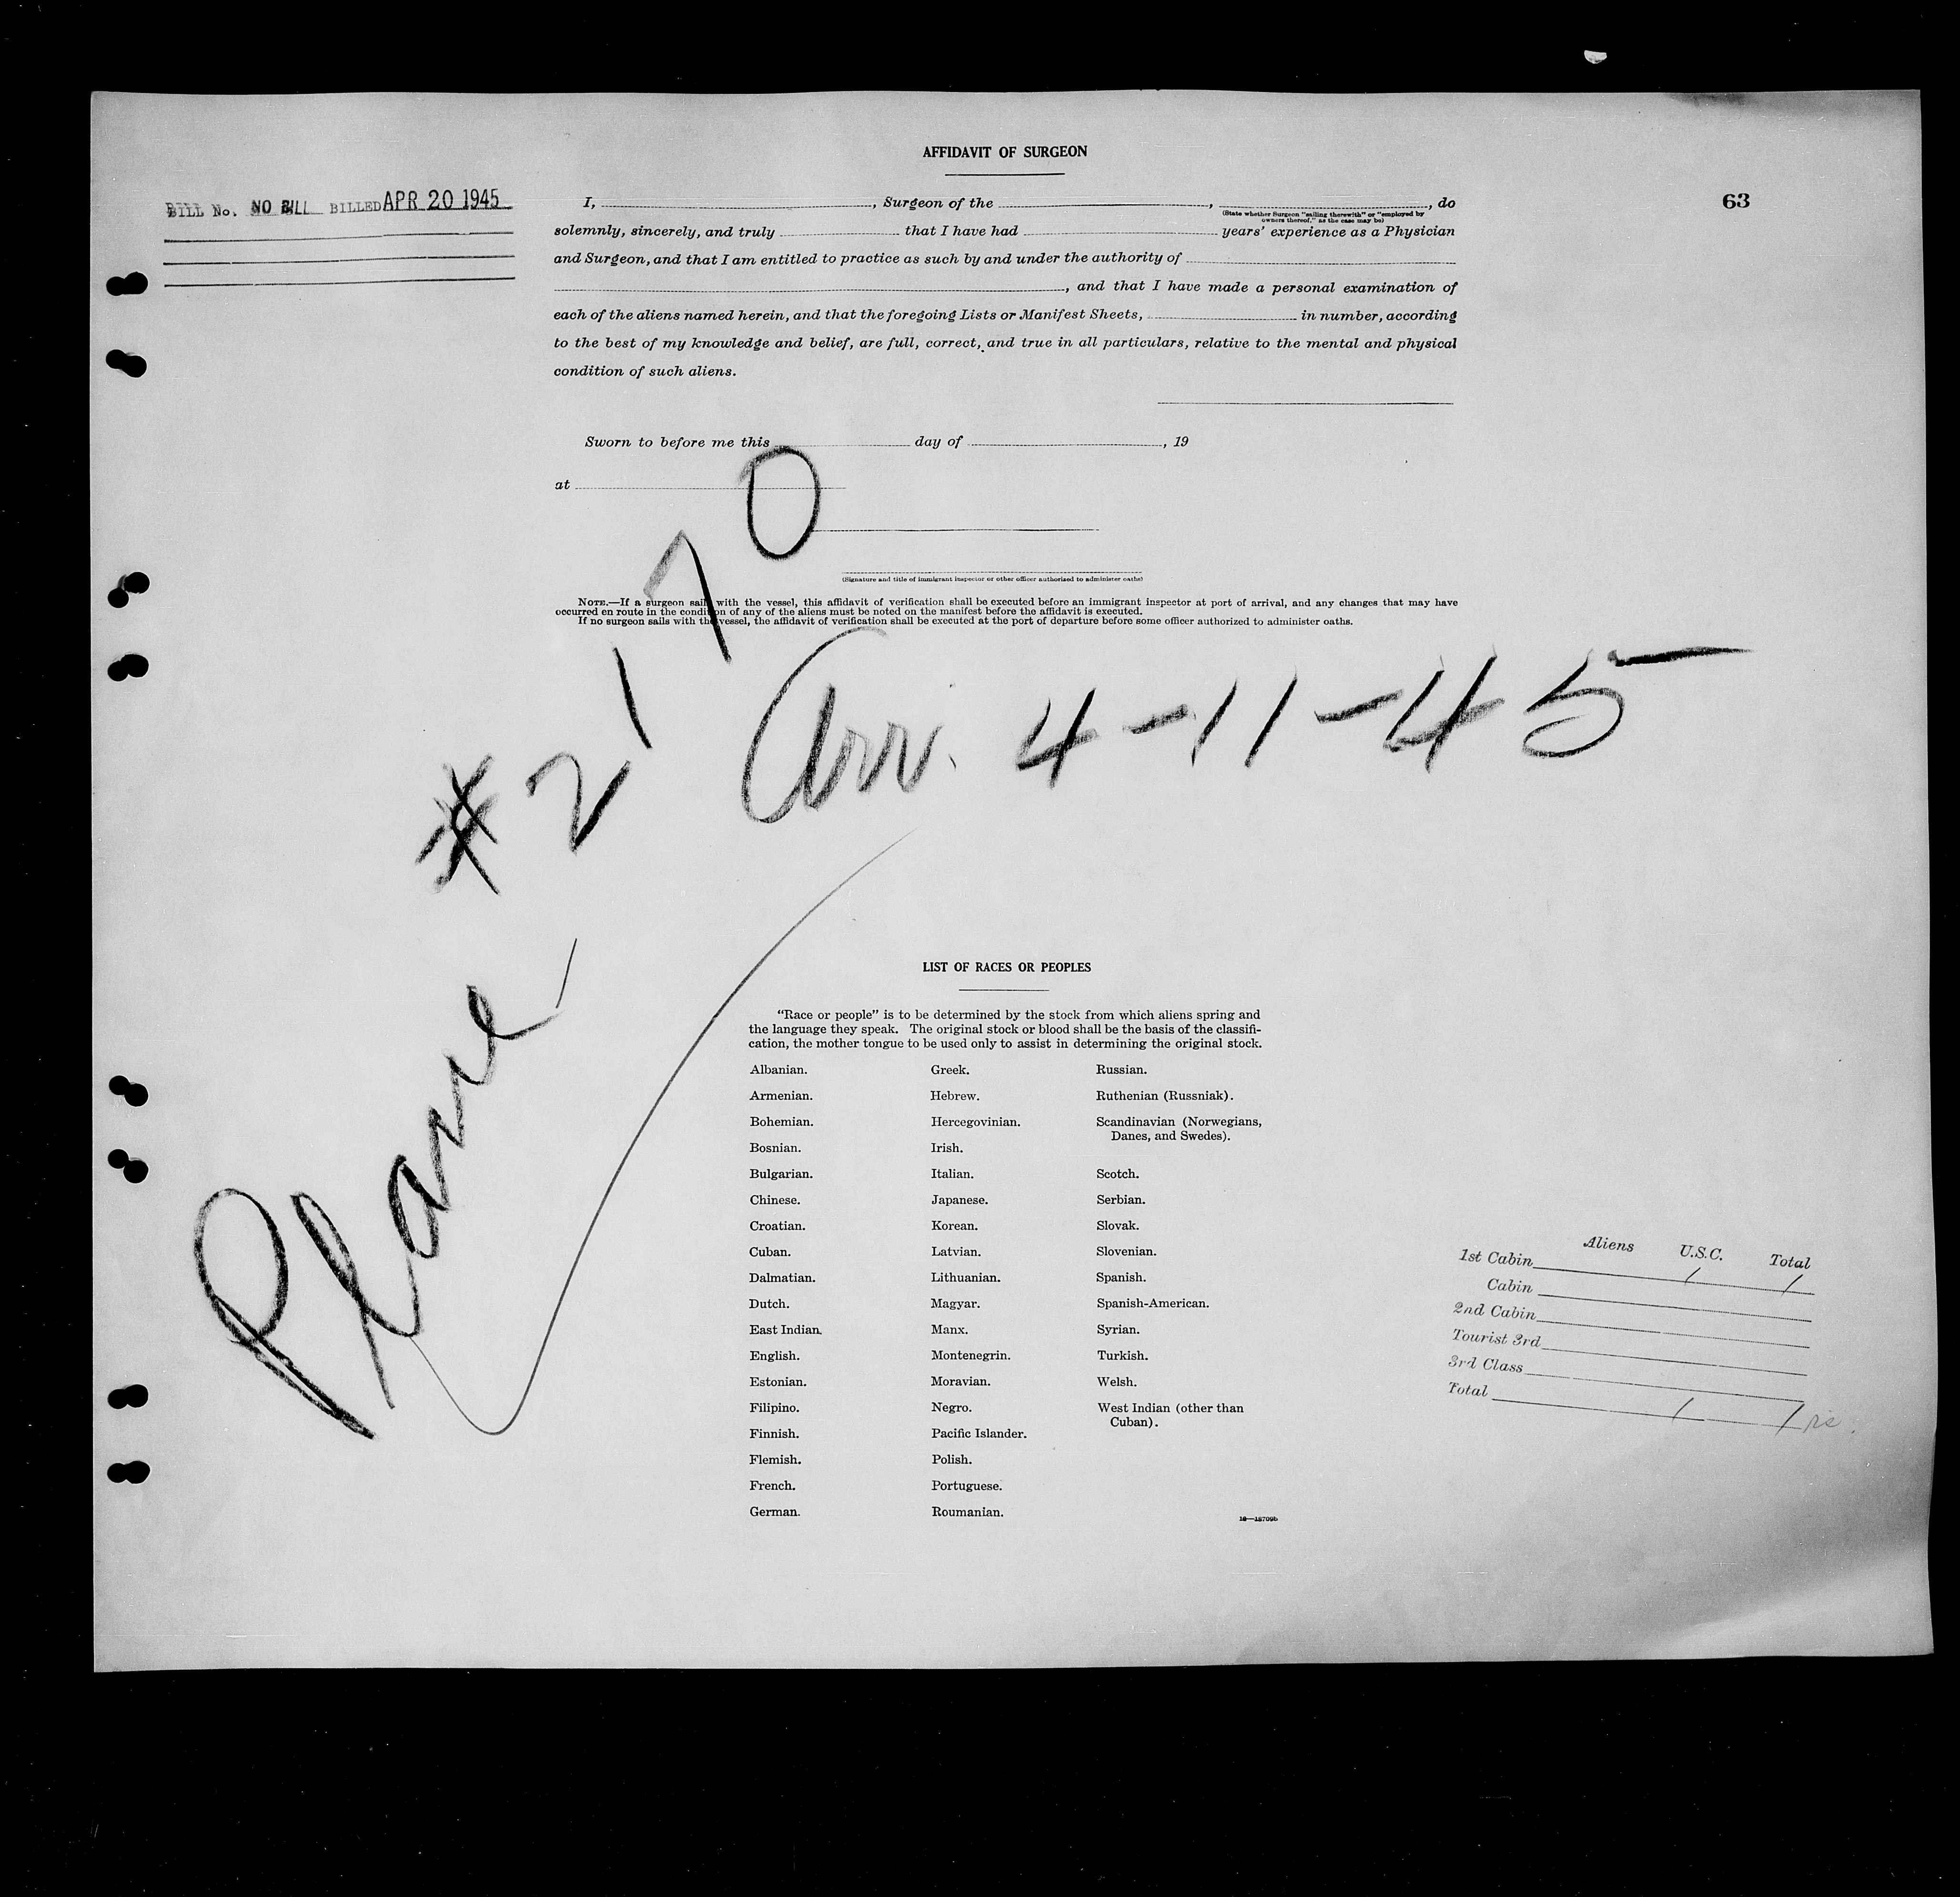 AFFIDAVIT OF SURGEON
BILL No. NO BILL BILLED APR 20 1945
63
I, , Surgeon of the , , do
(State whether Surgeon "sailing therewith" or "employed by
owners thereof," as the case may be)
solemnly, sincerely, and truly that I have had years' experience as a Physician
and Surgeon, and that I am entitled to practice as such by and under the authority of
, and that I have made a personal examination of
each of the aliens named herein, and that the foregoing Lists or Manifest Sheets, in number, according
to the best of my knowledge and belief, are full, correct, and true in all particulars, relative to the mental and physical
condition of such aliens.
Sworn to before me this day of , 19
at
(Signature and title of immigrant inspector or other officer authorized to administer oaths)
NOTE.—If a surgeon sails with the vessel, this affidavit of verification shall be executed before an immigrant inspector at port of arrival, and any changes that may have
occurred en route in the condition of any of the aliens must be noted on the manifest before the affidavit is executed.
If no surgeon sails with the vessel, the affidavit of verification shall be executed at the port of departure before some officer authorized to administer oaths.
Plane #2170
Arr. 4-11-45
LIST OF RACES OR PEOPLES
"Race or people" is to be determined by the stock from which aliens spring and
the language they speak. The original stock or blood shall be the basis of the classifi-
cation, the mother tongue to be used only to assist in determining the original stock.
Albanian.
Armenian.
Bohemian.
Bosnian.
Bulgarian.
Chinese.
Croatian.
Cuban.
Dalmatian.
Dutch.
East Indian.
English.
Estonian.
Filipino.
Finnish.
Flemish.
French.
German.
Greek.
Hebrew.
Hercegovinian.
Irish.
Italian.
Japanese.
Korean.
Latvian.
Lithuanian.
Magyar.
Manx.
Montenegrin.
Moravian.
Negro.
Pacific Islander.
Polish.
Portuguese.
Roumanian.
Russian.
Ruthenian (Russniak).
Scandinavian (Norwegians,
Danes, and Swedes).
Scotch.
Serbian.
Slovak.
Slovenian.
Spanish.
Spanish-American.
Syrian.
Turkish.
Welsh.
West Indian (other than
Cuban).
16—18709b
Aliens U.S.C. Total
1st Cabin 1 1
Cabin
2nd Cabin
Tourist 3rd
3rd Class
Total 1 1